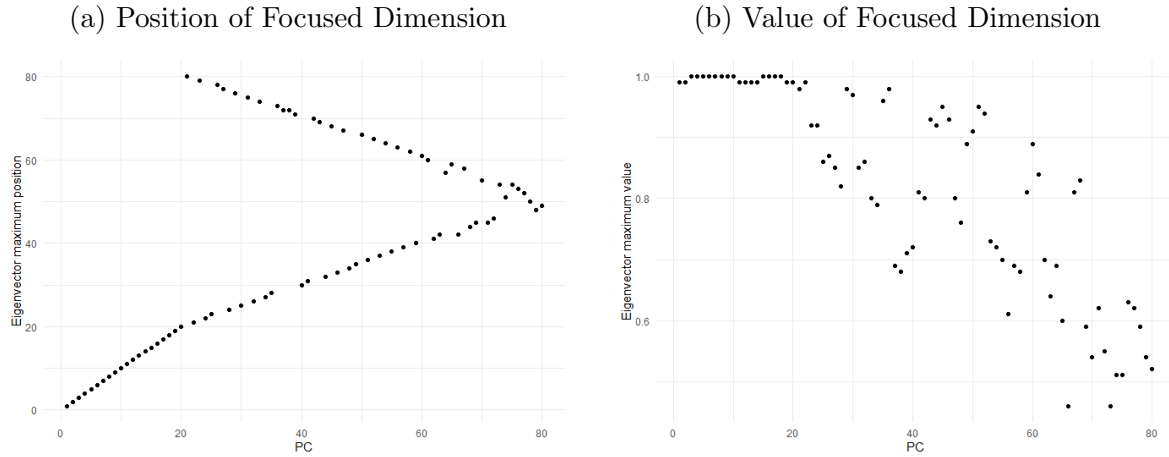 (a) Position of Focused Dimension
80
60
40
20
0
Eigenvector maximum position
0 20 40 60 80
PC
(b) Value of Focused Dimension
1.0
0.8
0.6
Eigenvector maximum value
0 20 40 60 80
PC